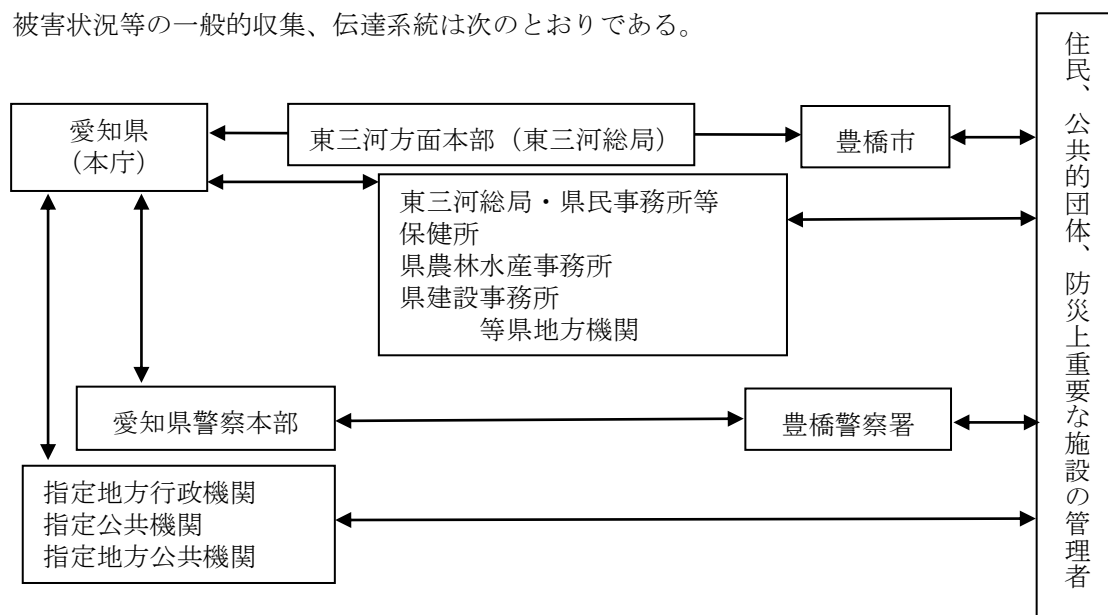 被害状況等の一般的収集、伝達系統は次のとおりである。
愛知県
（本庁）
東三河方面本部（東三河総局）
豊橋市
東三河総局・県民事務所等
保健所
県農林水産事務所
県建設事務所
等県地方機関
愛知県警察本部
豊橋警察署
指定地方行政機関
指定公共機関
指定地方公共機関
住民、公共的団体、防災上重要な施設の管理者